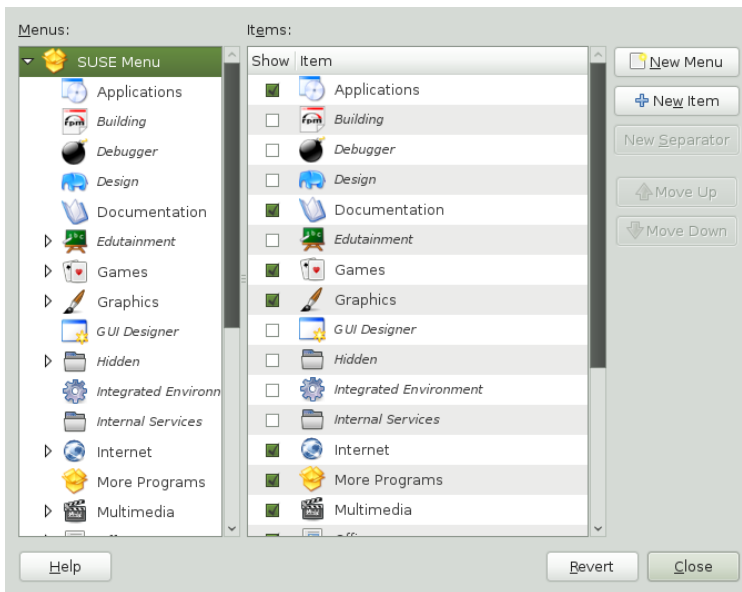 Menus:
SUSE Menu
Applications
Building
Debugger
Design
Documentation
Edutainment
Games
Graphics
GUI Designer
Hidden
Integrated Environn
Internal Services
Internet
More Programs
Multimedia
Items:
Show Item
Applications
Building
Debugger
Design
Documentation
Edutainment
Games
Graphics
GUI Designer
Hidden
Integrated Environment
Internal Services
Internet
More Programs
Multimedia
New Menu
New Item
New Separator
Move Up
Move Down
Help
Revert
Close